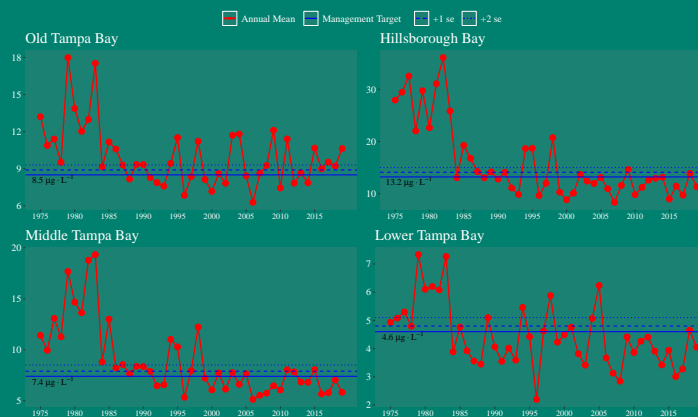 Annual Mean Management Target +1 se +2 se
Old Tampa Bay
18
15
12
9
6
8.5 µg · L⁻¹
1975 1980 1985 1990 1995 2000 2005 2010 2015
Hillsborough Bay
30
20
10
13.2 µg · L⁻¹
1975 1980 1985 1990 1995 2000 2005 2010 2015
Middle Tampa Bay
20
15
10
5
7.4 µg · L⁻¹
1975 1980 1985 1990 1995 2000 2005 2010 2015
Lower Tampa Bay
7
6
5
4
3
2
4.6 µg · L⁻¹
1975 1980 1985 1990 1995 2000 2005 2010 2015